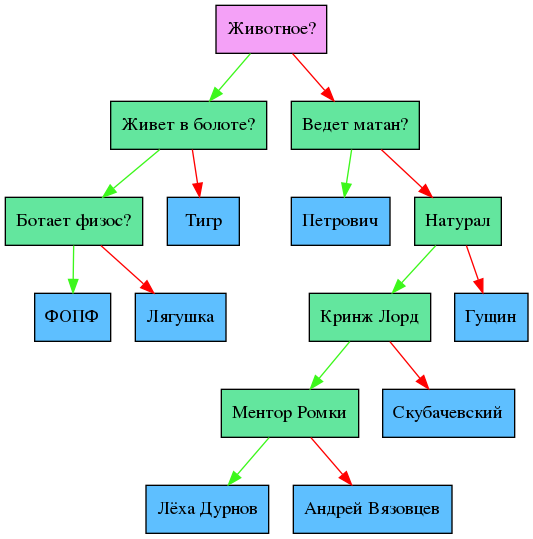 Животное?
Живет в болоте?
Ведет матан?
Ботает физос?
Тигр
Петрович
Натурал
ФОПФ
Лягушка
Кринж Лорд
Гущин
Ментор Ромки
Скубачевский
Лёха Дурнов
Андрей Вязовцев